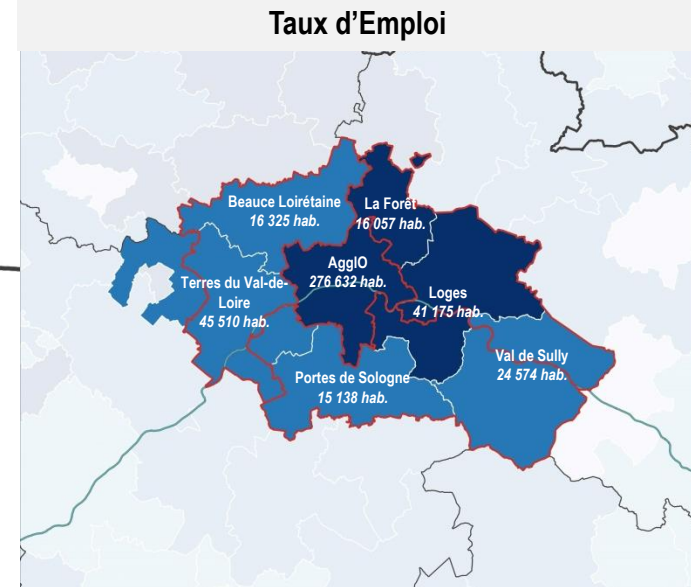 Taux d’Emploi
Beauce Loirétaine
16 325 hab.
La Forêt
16 057 hab.
AgglO
276 632 hab.
Terres du Val-de-
Loire
45 510 hab.
Loges
41 175 hab.
Val de Sully
24 574 hab.
Portes de Sologne
15 138 hab.